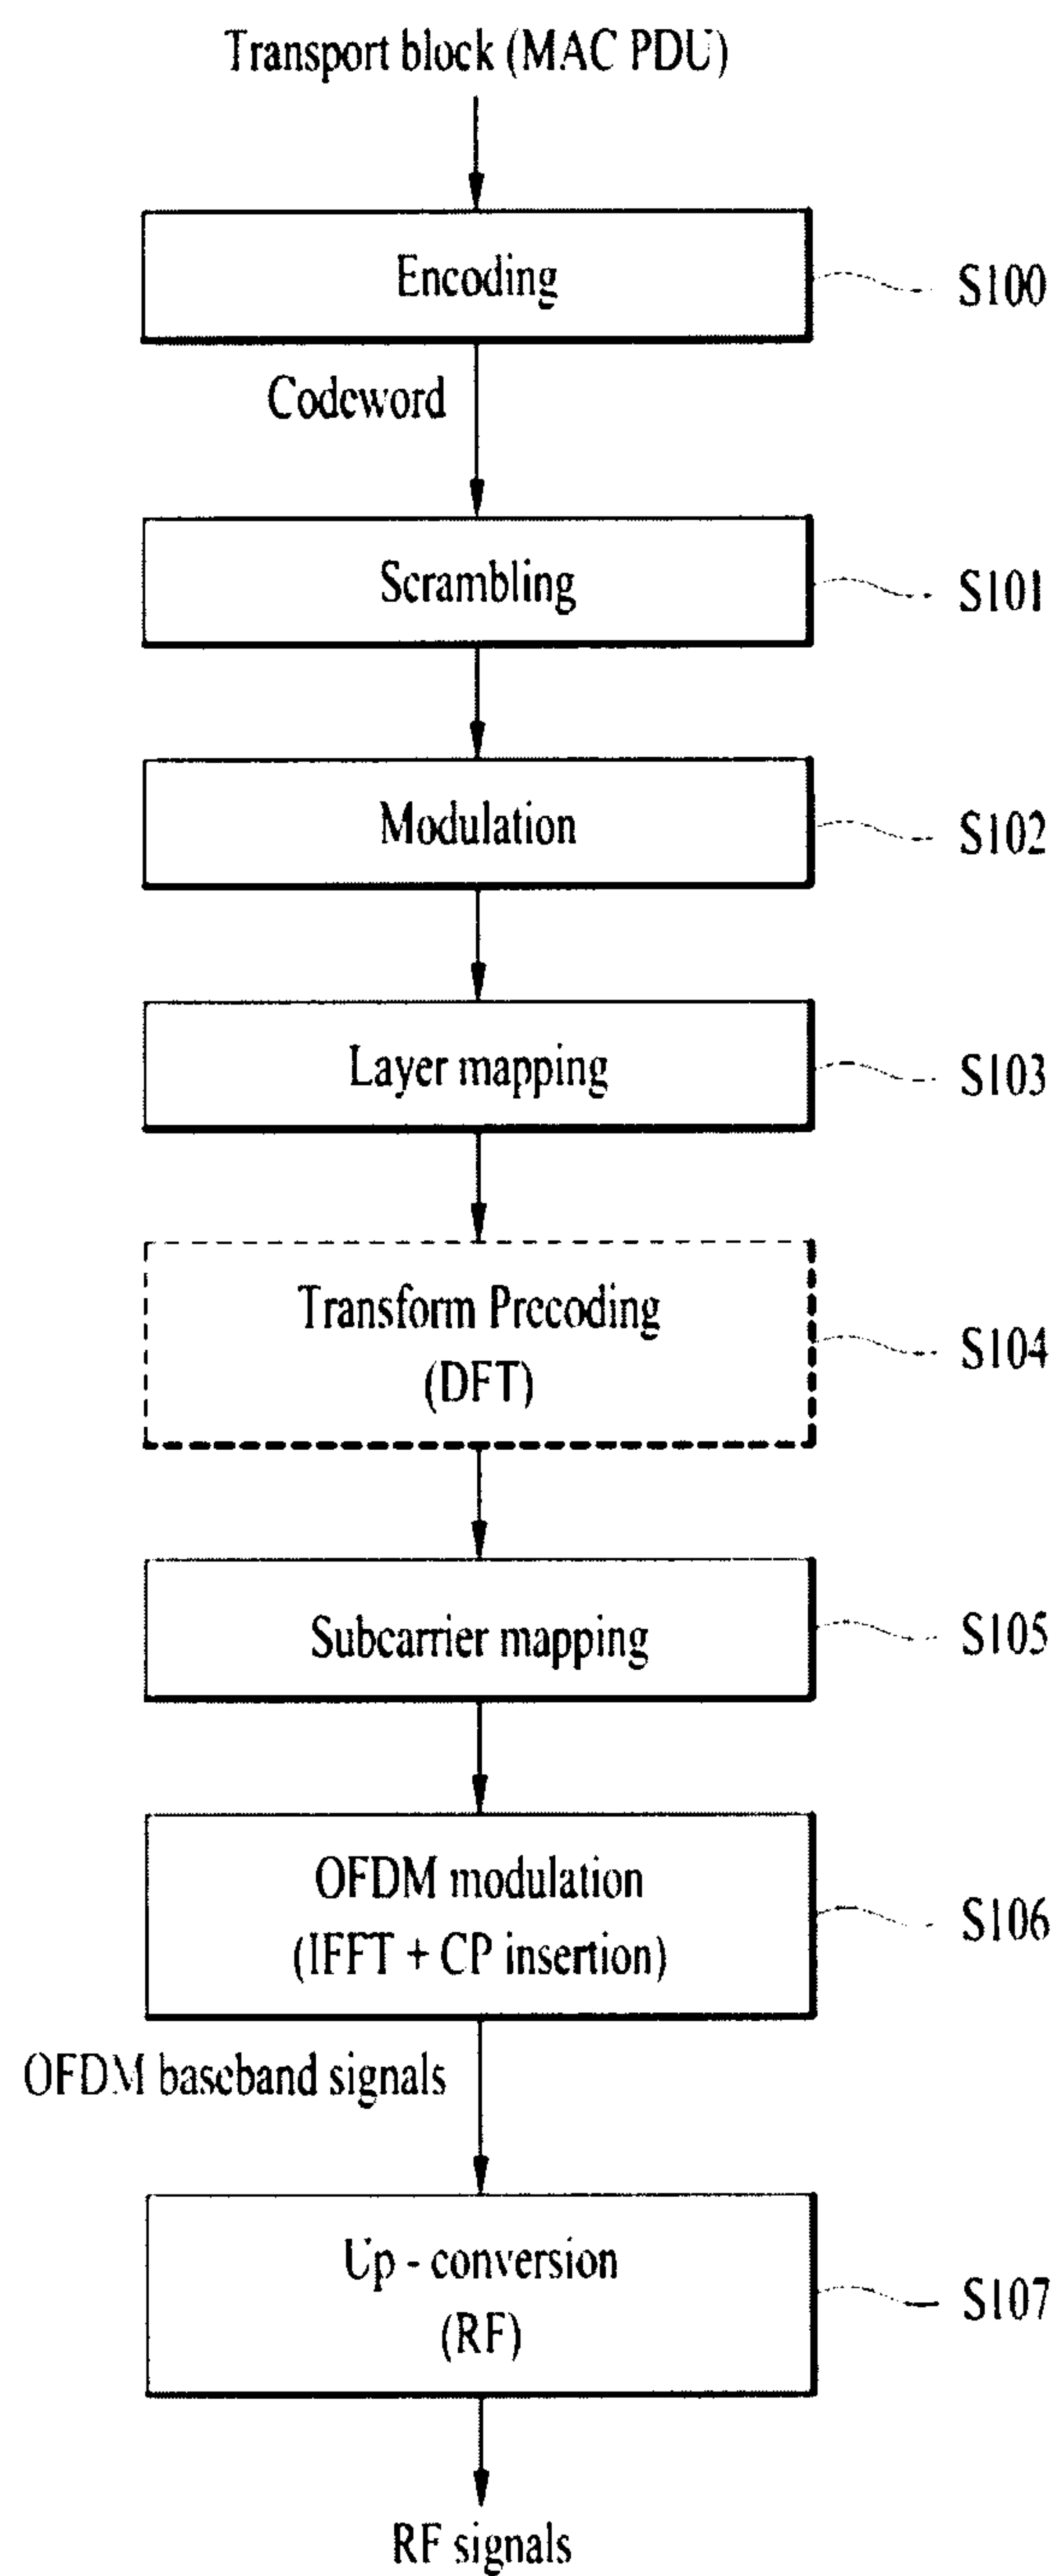 Transport block (MAC PDU)
Encoding
S100
Codeword
Scrambling
S101
Modulation
S102
Layer mapping
S103
Transform Precoding
(DFT)
S104
Subcarrier mapping
S105
OFDM modulation
(IFFT + CP insertion)
S106
OFDM baseband signals
Up - conversion
(RF)
S107
RF signals